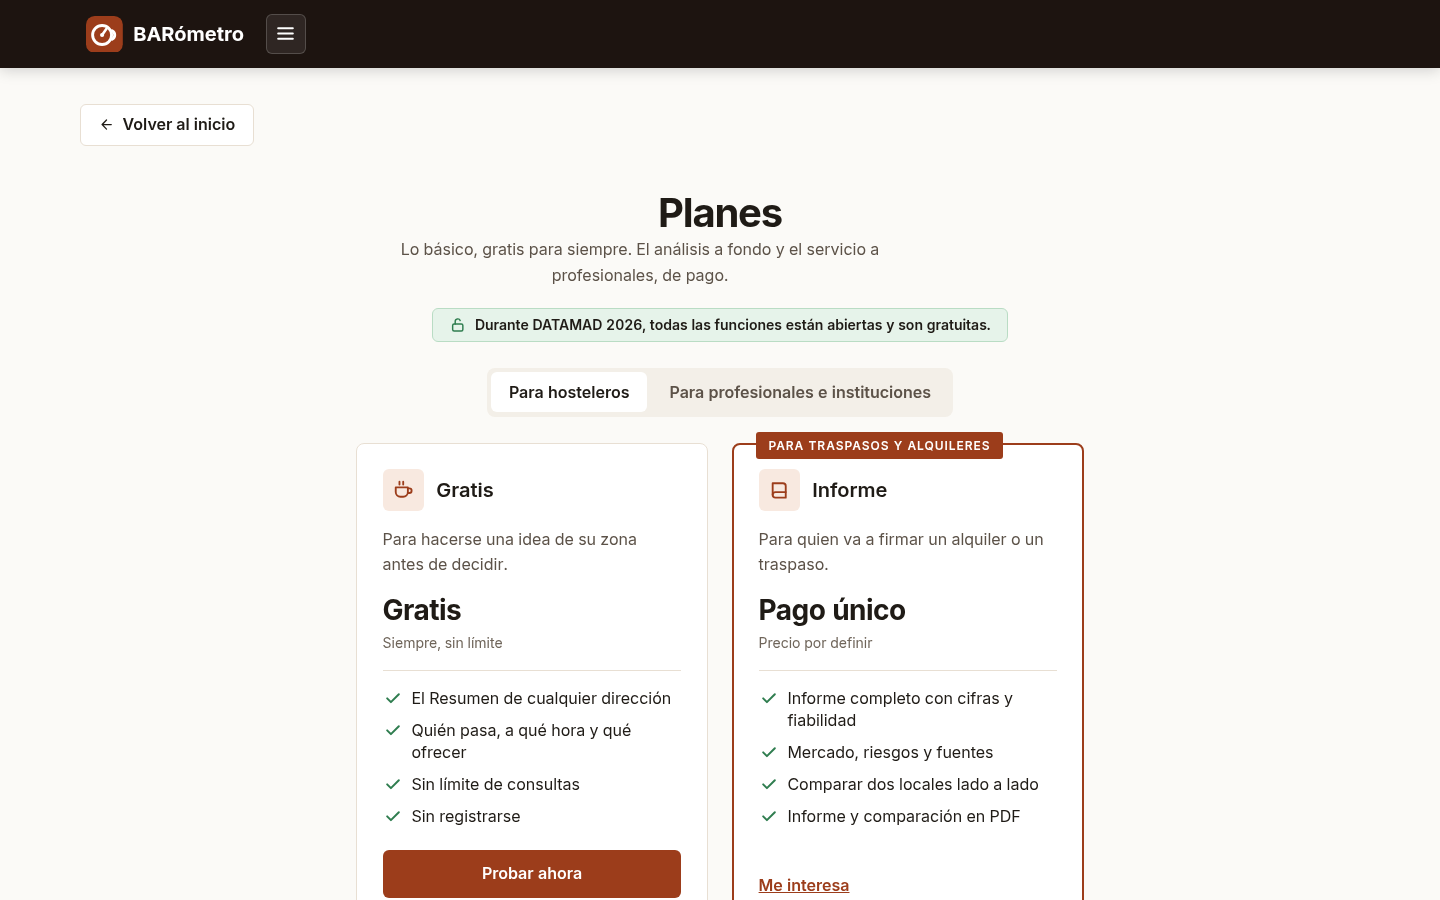 BARómetro
Volver al inicio
Planes
Lo básico, gratis para siempre. El análisis a fondo y el servicio a
profesionales, de pago.
Durante DATAMAD 2026, todas las funciones están abiertas y son gratuitas.
Para hosteleros
Para profesionales e instituciones
Gratis
Para hacerse una idea de su zona
antes de decidir.
Gratis
Siempre, sin límite
El Resumen de cualquier dirección
Quién pasa, a qué hora y qué
ofrecer
Sin límite de consultas
Sin registrarse
Probar ahora
PARA TRASPASOS Y ALQUILERES
Informe
Para quien va a firmar un alquiler o un
traspaso.
Pago único
Precio por definir
Informe completo con cifras y
fiabilidad
Mercado, riesgos y fuentes
Comparar dos locales lado a lado
Informe y comparación en PDF
Me interesa